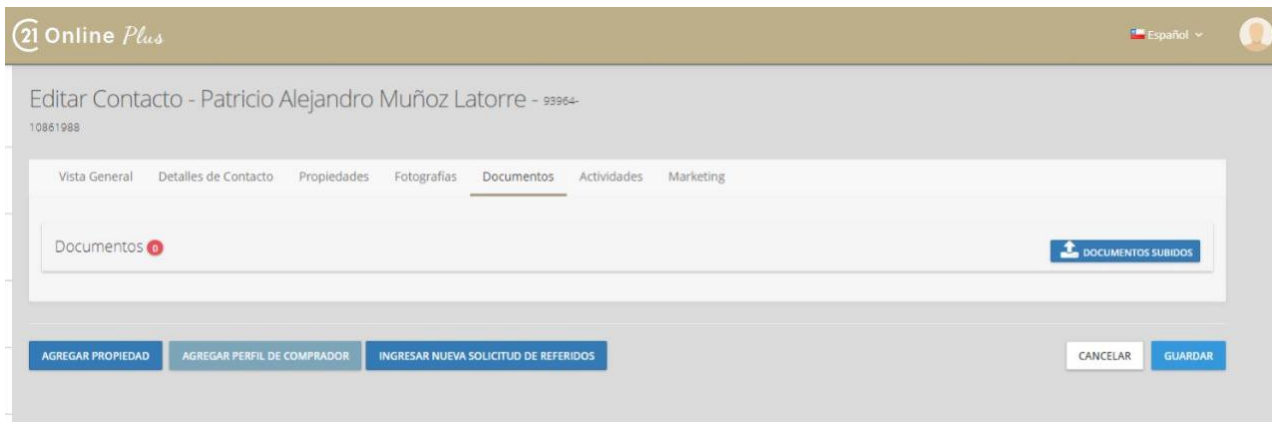 21 Online Plus
Español
Editar Contacto - Patricio Alejandro Muñoz Latorre - 93964-
10861988
Vista General Detalles de Contacto Propiedades Fotografías Documentos Actividades Marketing
Documentos 0
DOCUMENTOS SUBIDOS
AGREGAR PROPIEDAD AGREGAR PERFIL DE COMPRADOR INGRESAR NUEVA SOLICITUD DE REFERIDOS CANCELAR GUARDAR